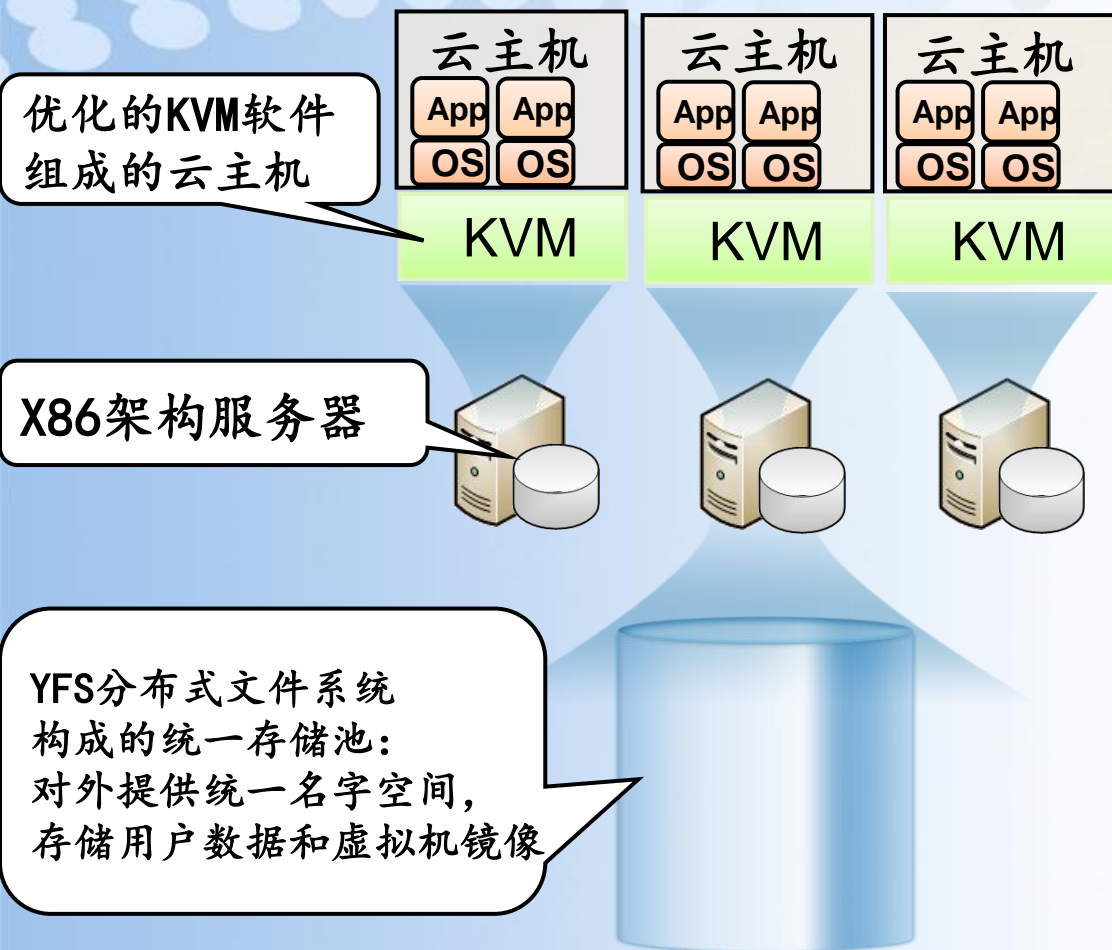 云主机 云主机 云主机
App App App App App App
OS OS OS OS OS OS
优化的KVM软件
组成的云主机
KVM KVM KVM
X86架构服务器
YFS分布式文件系统
构成的统一存储池:
对外提供统一名字空间,
存储用户数据和虚拟机镜像